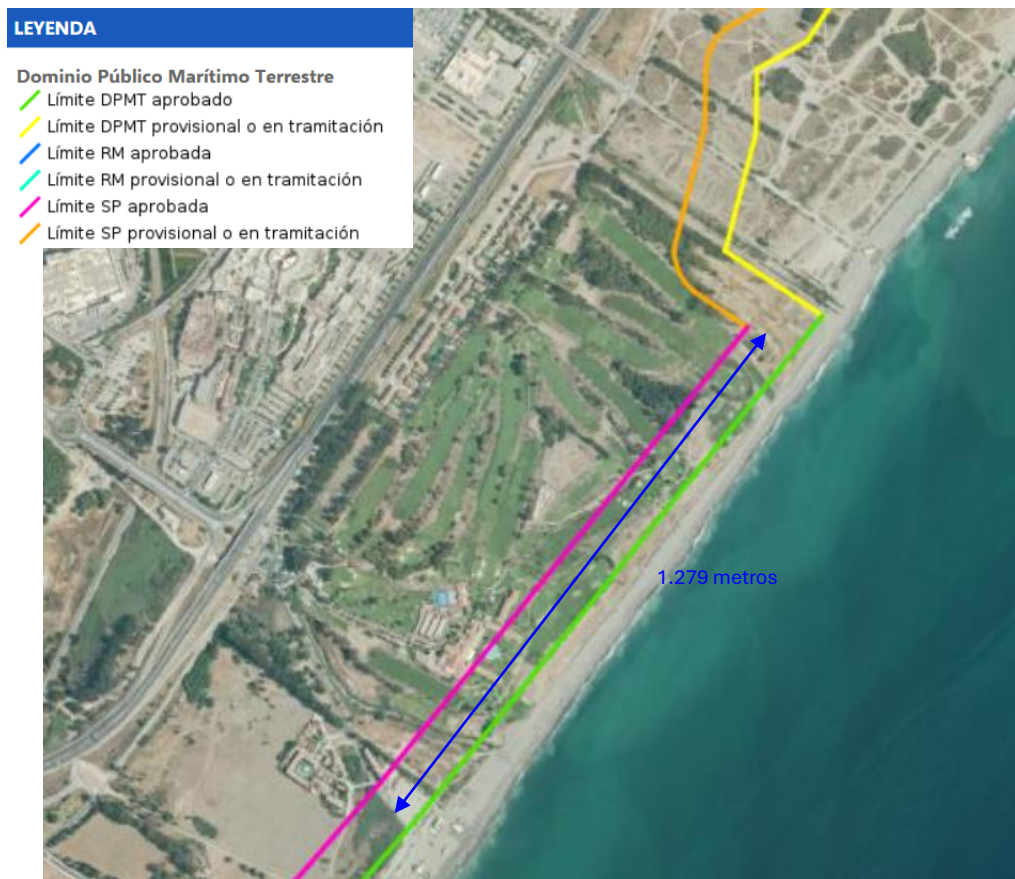 LEYENDA
Dominio Público Marítimo Terrestre
Límite DPMT aprobado
Límite DPMT provisional o en tramitación
Límite RM aprobada
Límite RM provisional o en tramitación
Límite SP aprobada
Límite SP provisional o en tramitación
1.279 metros